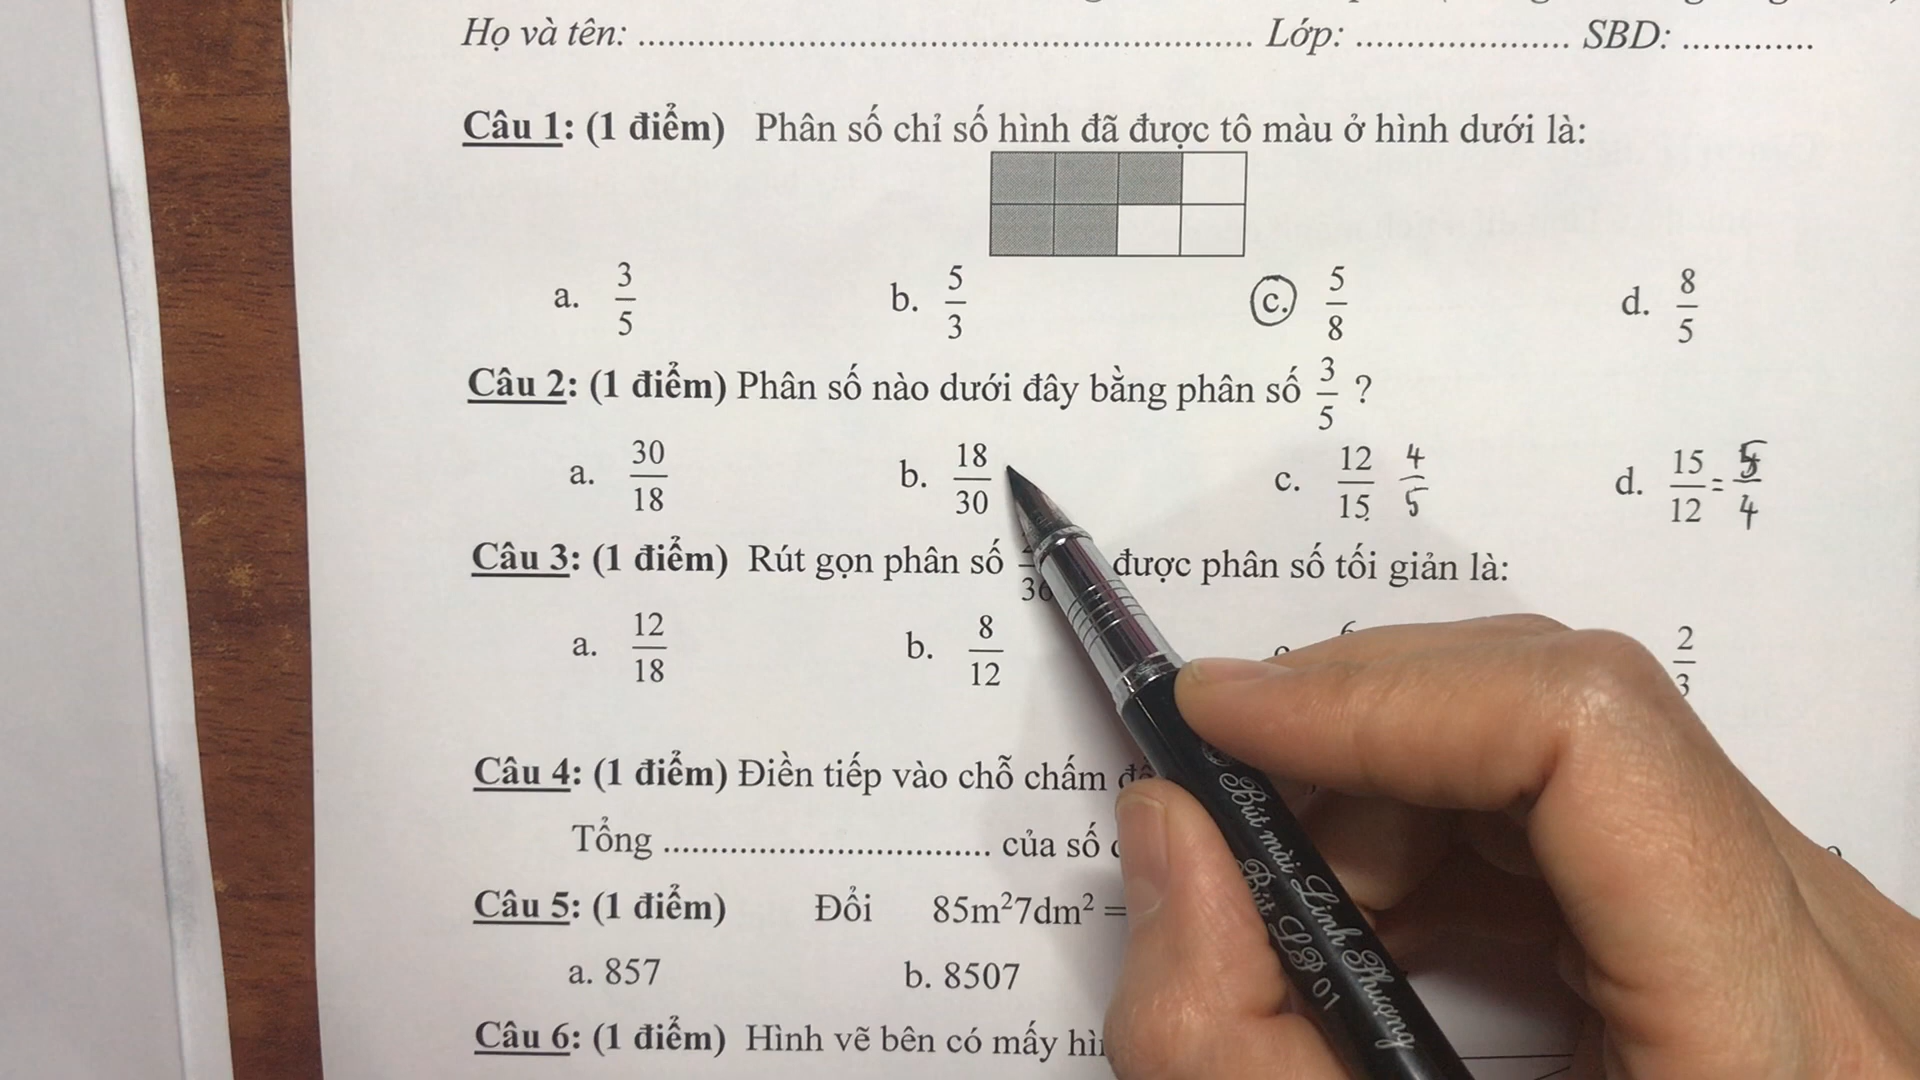 Họ và tên: ............................................................ Lớp: ..................... SBD: .............
Câu 1: (1 điểm) Phân số chỉ số hình đã được tô màu ở hình dưới là:
a. 3/5 b. 5/3 c. 5/8 d. 8/5
Câu 2: (1 điểm) Phân số nào dưới đây bằng phân số 3/5 ?
a. 30/18 b. 18/30 c. 12/15 4/5 d. 15/12 = 5/4
Câu 3: (1 điểm) Rút gọn phân số được phân số tối giản là:
a. 12/18 b. 8/12 2/3
Câu 4: (1 điểm) Điền tiếp vào chỗ chấm
Tổng ................................ của số
Câu 5: (1 điểm) Đổi 85m²7dm² =
a. 857 b. 8507
Câu 6: (1 điểm) Hình vẽ bên có mấy
Bút mài Linh Phượng
Bút LP 01